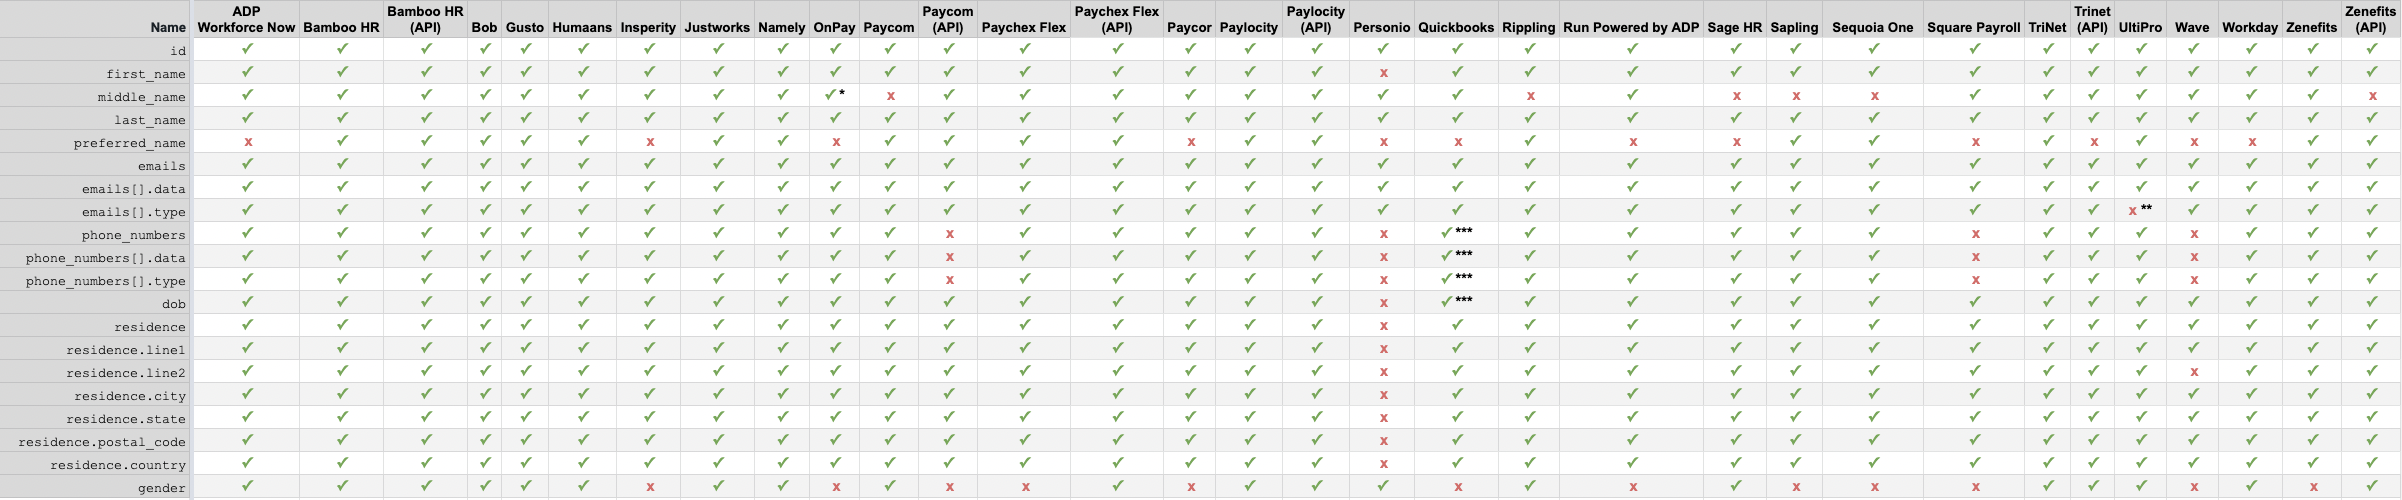 ADP Bamboo HR Paycom Paychex Flex Paylocity Trinet Zenefits
Name Workforce Now Bamboo HR (API) Bob Gusto Humaans Insperity Justworks Namely OnPay Paycom (API) Paychex Flex (API) Paycor Paylocity (API) Personio Quickbooks Rippling Run Powered by ADP Sage HR Sapling Sequoia One Square Payroll TriNet (API) UltiPro Wave Workday Zenefits (API)
id ✓ ✓ ✓ ✓ ✓ ✓ ✓ ✓ ✓ ✓ ✓ ✓ ✓ ✓ ✓ ✓ ✓ ✓ ✓ ✓ ✓ ✓ ✓ ✓ ✓ ✓ ✓ ✓ ✓ ✓ ✓ ✓
first_name ✓ ✓ ✓ ✓ ✓ ✓ ✓ ✓ ✓ ✓ ✓ ✓ ✓ ✓ ✓ ✓ ✓ x ✓ ✓ ✓ ✓ ✓ ✓ ✓ ✓ ✓ ✓ ✓ ✓ ✓ ✓
middle_name ✓ ✓ ✓ ✓ ✓ ✓ ✓ ✓ ✓ ✓* x ✓ ✓ ✓ ✓ ✓ ✓ ✓ ✓ x ✓ x x x ✓ ✓ ✓ ✓ ✓ ✓ ✓ x
last_name ✓ ✓ ✓ ✓ ✓ ✓ ✓ ✓ ✓ ✓ ✓ ✓ ✓ ✓ ✓ ✓ ✓ ✓ ✓ ✓ ✓ ✓ ✓ ✓ ✓ ✓ ✓ ✓ ✓ ✓ ✓ ✓
preferred_name x ✓ ✓ ✓ ✓ ✓ x ✓ ✓ x ✓ ✓ ✓ ✓ x ✓ ✓ x x ✓ x x ✓ ✓ x ✓ x ✓ x x ✓ ✓
emails ✓ ✓ ✓ ✓ ✓ ✓ ✓ ✓ ✓ ✓ ✓ ✓ ✓ ✓ ✓ ✓ ✓ ✓ ✓ ✓ ✓ ✓ ✓ ✓ ✓ ✓ ✓ ✓ ✓ ✓ ✓ ✓
emails[].data ✓ ✓ ✓ ✓ ✓ ✓ ✓ ✓ ✓ ✓ ✓ ✓ ✓ ✓ ✓ ✓ ✓ ✓ ✓ ✓ ✓ ✓ ✓ ✓ ✓ ✓ ✓ ✓ ✓ ✓ ✓ ✓
emails[].type ✓ ✓ ✓ ✓ ✓ ✓ ✓ ✓ ✓ ✓ ✓ ✓ ✓ ✓ ✓ ✓ ✓ ✓ ✓ ✓ ✓ ✓ ✓ ✓ ✓ ✓ ✓ x** ✓ ✓ ✓ ✓
phone_numbers ✓ ✓ ✓ ✓ ✓ ✓ ✓ ✓ ✓ ✓ ✓ x ✓ ✓ ✓ ✓ ✓ x ✓*** ✓ ✓ ✓ ✓ ✓ x ✓ ✓ ✓ x ✓ ✓ ✓
phone_numbers[].data ✓ ✓ ✓ ✓ ✓ ✓ ✓ ✓ ✓ ✓ ✓ x ✓ ✓ ✓ ✓ ✓ x ✓*** ✓ ✓ ✓ ✓ ✓ x ✓ ✓ ✓ x ✓ ✓ ✓
phone_numbers[].type ✓ ✓ ✓ ✓ ✓ ✓ ✓ ✓ ✓ ✓ ✓ x ✓ ✓ ✓ ✓ ✓ x ✓*** ✓ ✓ ✓ ✓ ✓ x ✓ ✓ ✓ x ✓ ✓ ✓
dob ✓ ✓ ✓ ✓ ✓ ✓ ✓ ✓ ✓ ✓ ✓ ✓ ✓ ✓ ✓ ✓ ✓ x ✓*** ✓ ✓ ✓ ✓ ✓ ✓ ✓ ✓ ✓ ✓ ✓ ✓ ✓
residence ✓ ✓ ✓ ✓ ✓ ✓ ✓ ✓ ✓ ✓ ✓ ✓ ✓ ✓ ✓ ✓ ✓ x ✓ ✓ ✓ ✓ ✓ ✓ ✓ ✓ ✓ ✓ ✓ ✓ ✓ ✓
residence.line1 ✓ ✓ ✓ ✓ ✓ ✓ ✓ ✓ ✓ ✓ ✓ ✓ ✓ ✓ ✓ ✓ ✓ x ✓ ✓ ✓ ✓ ✓ ✓ ✓ ✓ ✓ ✓ ✓ ✓ ✓ ✓
residence.line2 ✓ ✓ ✓ ✓ ✓ ✓ ✓ ✓ ✓ ✓ ✓ ✓ ✓ ✓ ✓ ✓ ✓ x ✓ ✓ ✓ ✓ ✓ ✓ ✓ ✓ ✓ ✓ x ✓ ✓ ✓
residence.city ✓ ✓ ✓ ✓ ✓ ✓ ✓ ✓ ✓ ✓ ✓ ✓ ✓ ✓ ✓ ✓ ✓ x ✓ ✓ ✓ ✓ ✓ ✓ ✓ ✓ ✓ ✓ ✓ ✓ ✓ ✓
residence.state ✓ ✓ ✓ ✓ ✓ ✓ ✓ ✓ ✓ ✓ ✓ ✓ ✓ ✓ ✓ ✓ ✓ x ✓ ✓ ✓ ✓ ✓ ✓ ✓ ✓ ✓ ✓ ✓ ✓ ✓ ✓
residence.postal_code ✓ ✓ ✓ ✓ ✓ ✓ ✓ ✓ ✓ ✓ ✓ ✓ ✓ ✓ ✓ ✓ ✓ x ✓ ✓ ✓ ✓ ✓ ✓ ✓ ✓ ✓ ✓ ✓ ✓ ✓ ✓
residence.country ✓ ✓ ✓ ✓ ✓ ✓ ✓ ✓ ✓ ✓ ✓ ✓ ✓ ✓ ✓ ✓ ✓ x ✓ ✓ ✓ ✓ ✓ ✓ ✓ ✓ ✓ ✓ ✓ ✓ ✓ ✓
gender ✓ ✓ ✓ ✓ ✓ ✓ x ✓ ✓ x ✓ x x ✓ x ✓ ✓ ✓ x ✓ x ✓ x x x ✓ ✓ ✓ x ✓ x ✓